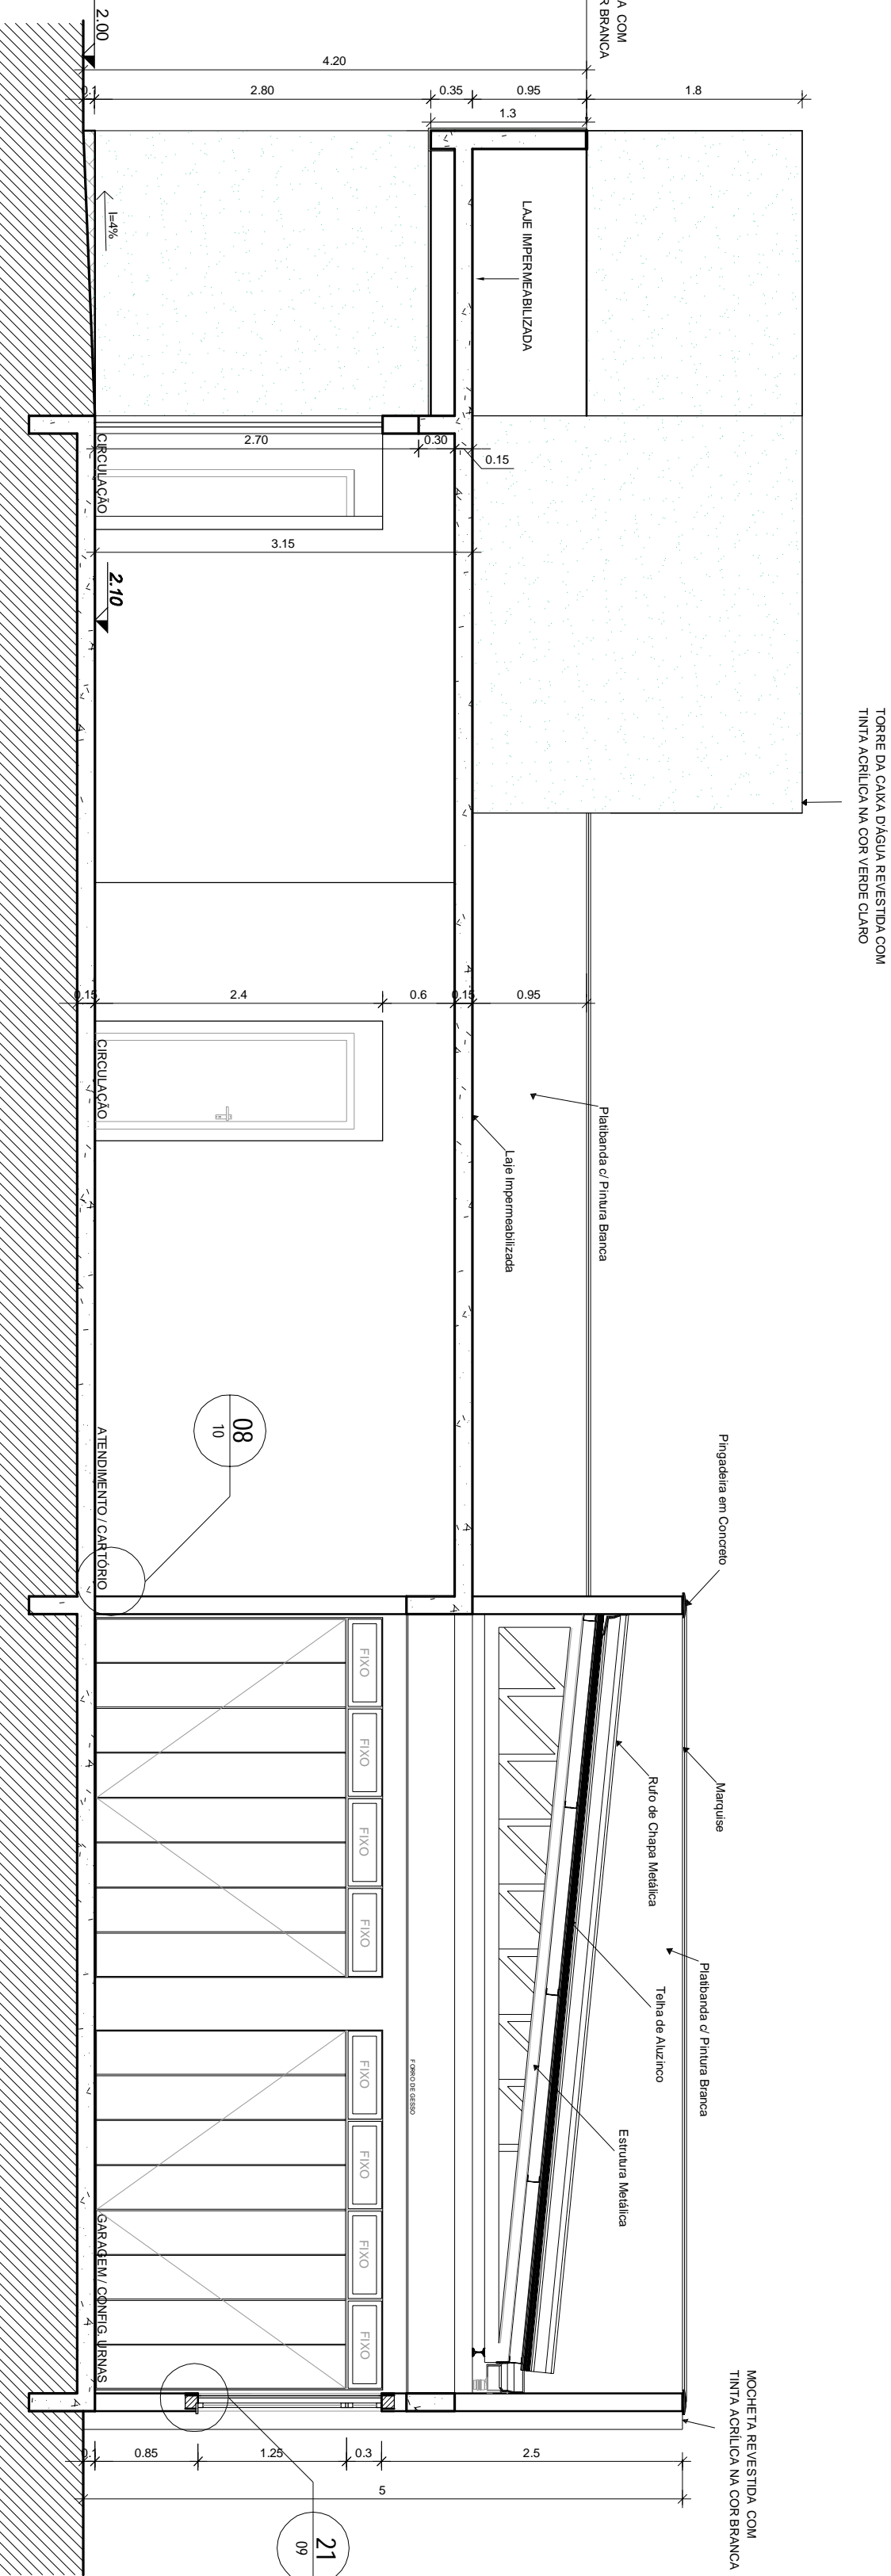 A COM
R BRANCA
2.00
4.20
0.1
2.80
0.35
0.95
1.8
1.3
I=4%
LAJE IMPERMEABILIZADA
CIRCULAÇÃO
2.70
0.30
0.15
3.15
2.10
TORRE DA CAIXA D'ÁGUA REVESTIDA COM
TINTA ACRÍLICA NA COR VERDE CLARO
0.15
2.4
0.6
0.15
0.95
CIRCULAÇÃO
Platibanda c/ Pintura Branca
Laje Impermeabilizada
08
10
ATENDIMENTO / CARTÓRIO
Pingadeira em Concreto
FIXO
FIXO
FIXO
FIXO
Marquise
Rufo de Chapa Metálica
Platibanda c/ Pintura Branca
Telha de Aluzinco
Estrutura Metálica
FORRO DE GESSO
FIXO
FIXO
FIXO
FIXO
GARAGEM / CONFIG. URNAS
MOCHETA REVESTIDA COM
TINTA ACRÍLICA NA COR BRANCA
0.1
0.85
1.25
0.3
2.5
5
21
09